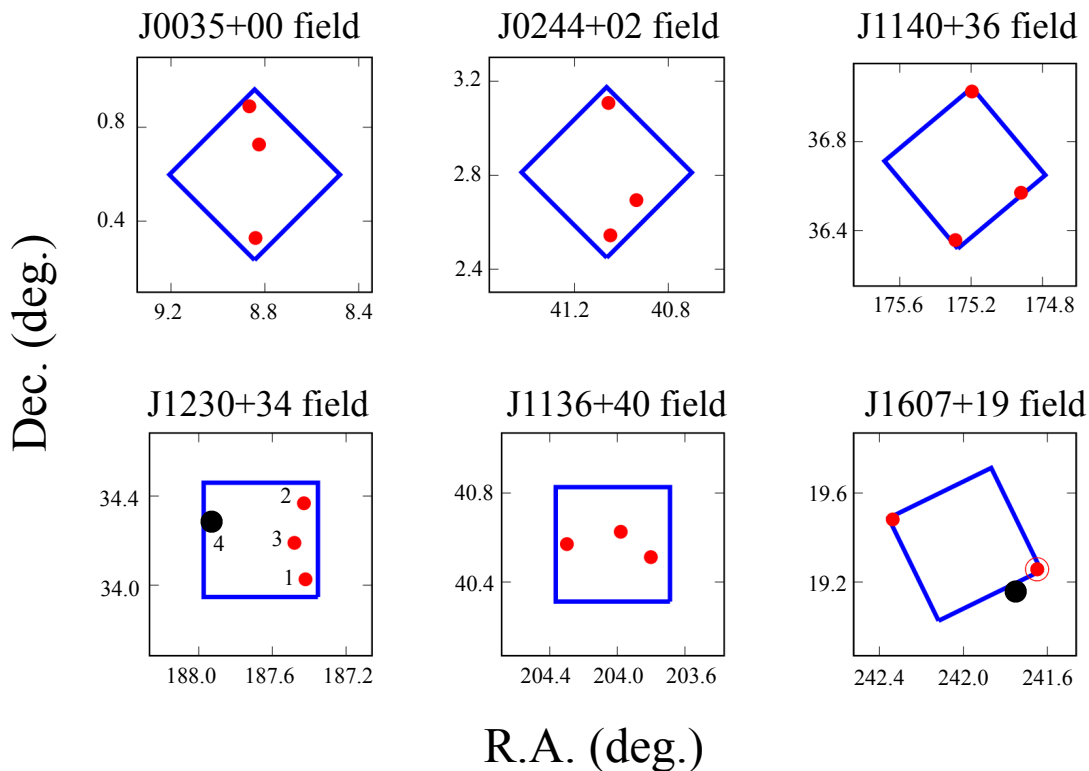 J0035+00 field
J0244+02 field
J1140+36 field
0.8
0.4
9.2 8.8 8.4
3.2
2.8
2.4
41.2 40.8
36.8
36.4
175.6 175.2 174.8
Dec. (deg.)
J1230+34 field
J1136+40 field
J1607+19 field
34.4
34.0
2
3
4
1
188.0 187.6 187.2
40.8
40.4
204.4 204.0 203.6
19.6
19.2
242.4 242.0 241.6
R.A. (deg.)